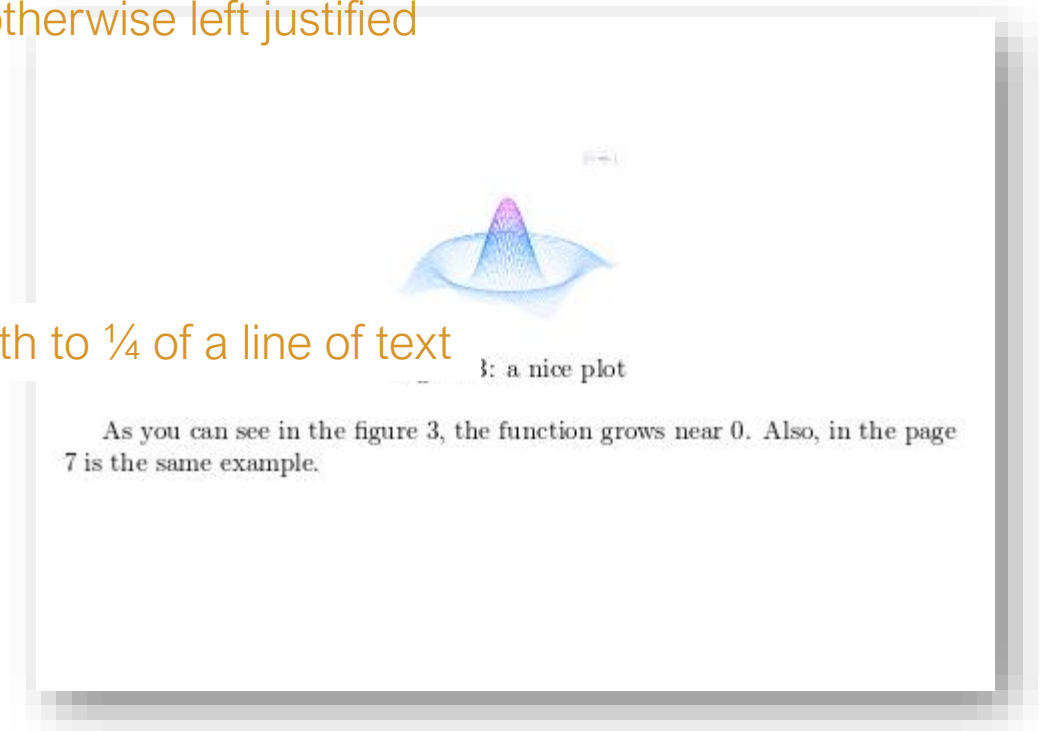 otherwise left justified
th to ¼ of a line of text
3: a nice plot
As you can see in the figure 3, the function grows near 0. Also, in the page
7 is the same example.